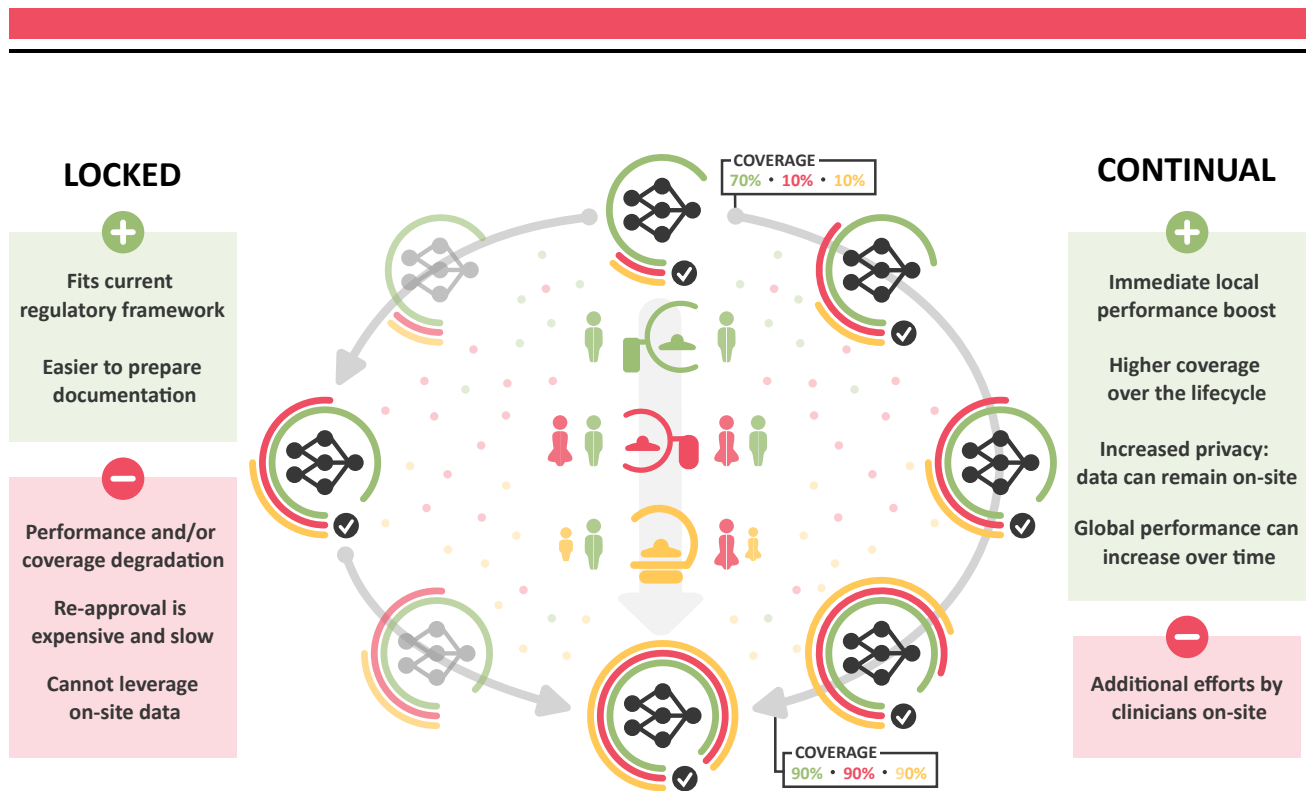 LOCKED
Fits current
regulatory framework
Easier to prepare
documentation
Performance and/or
coverage degradation
Re-approval is
expensive and slow
Cannot leverage
on-site data
COVERAGE
70% • 10% • 10%
COVERAGE
90% • 90% • 90%
CONTINUAL
Immediate local
performance boost
Higher coverage
over the lifecycle
Increased privacy:
data can remain on-site
Global performance can
increase over time
Additional efforts by
clinicians on-site